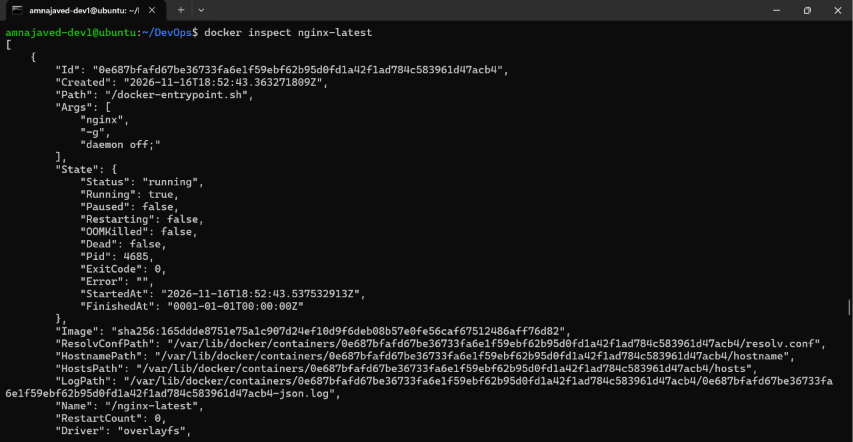 amnajaved-dev1@ubuntu: ~/I
amnajaved-dev1@ubuntu:~/DevOps$ docker inspect nginx-latest
[
    {
        "Id": "0e687bfafd67be36733fa6e1f59ebf62b95d0fd1a42f1ad784c583961d47acb4",
        "Created": "2026-11-16T18:52:43.363271809Z",
        "Path": "/docker-entrypoint.sh",
        "Args": [
            "nginx",
            "-g",
            "daemon off;"
        ],
        "State": {
            "Status": "running",
            "Running": true,
            "Paused": false,
            "Restarting": false,
            "OOMKilled": false,
            "Dead": false,
            "Pid": 4685,
            "ExitCode": 0,
            "Error": "",
            "StartedAt": "2026-11-16T18:52:43.537532913Z",
            "FinishedAt": "0001-01-01T00:00:00Z"
        },
        "Image": "sha256:165ddde8751e75a1c907d24ef10d9f6deb08b57e0fe56caf67512486aff76d82",
        "ResolvConfPath": "/var/lib/docker/containers/0e687bfafd67be36733fa6e1f59ebf62b95d0fd1a42f1ad784c583961d47acb4/resolv.conf",
        "HostnamePath": "/var/lib/docker/containers/0e687bfafd67be36733fa6e1f59ebf62b95d0fd1a42f1ad784c583961d47acb4/hostname",
        "HostsPath": "/var/lib/docker/containers/0e687bfafd67be36733fa6e1f59ebf62b95d0fd1a42f1ad784c583961d47acb4/hosts",
        "LogPath": "/var/lib/docker/containers/0e687bfafd67be36733fa6e1f59ebf62b95d0fd1a42f1ad784c583961d47acb4/0e687bfafd67be36733fa
6e1f59ebf62b95d0fd1a42f1ad784c583961d47acb4-json.log",
        "Name": "/nginx-latest",
        "RestartCount": 0,
        "Driver": "overlayfs",